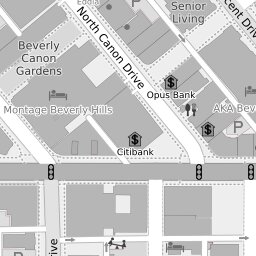 Senior
Living
North Canon Drive
Beverly
Canon
Gardens
Opus Bank
Montage Beverly Hills
AKA Bev
P
Citibank
P